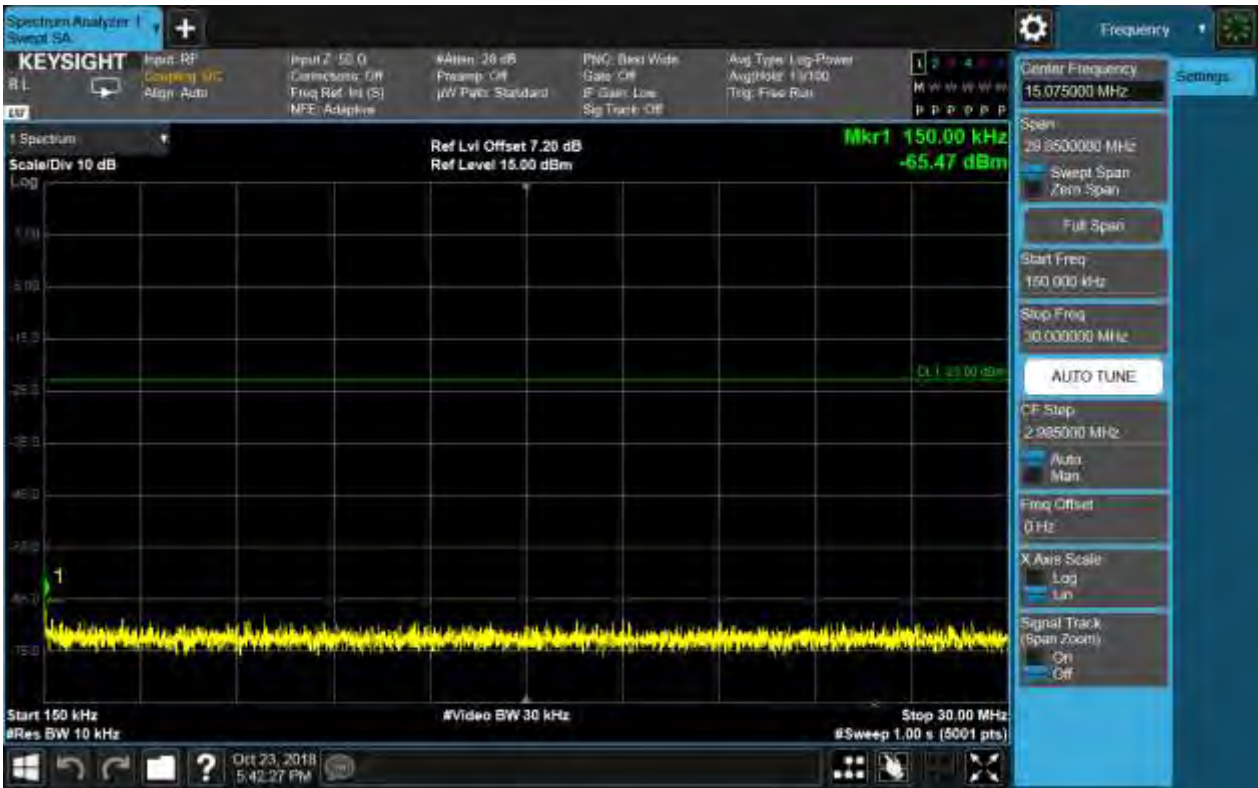 Spectrum Analyzer 1
Swept SA
Frequency
KEYSIGHT
Input: RF
Coupling: DC
Align: Auto
Input Z: 50 Ω
Corrections: Off
Freq Ref: Int (S)
NFE: Adaptive
#Atten: 20 dB
Preamp: Off
µW Path: Standard
PNO: Best Wide
Gate: Off
IF Gain: Low
Sig Track: Off
Avg Type: Log-Power
Trig: Free Run
M W W W W W
P P P P P P
1 Spectrum
Scale/Div 10 dB
Log
Ref Lvl Offset 7.20 dB
Ref Level 15.00 dBm
Mkr1 150.00 kHz
-65.47 dBm
1
Start 150 kHz
#Res BW 10 kHz
#Video BW 30 kHz
Stop 30.00 MHz
#Sweep 1.00 s (5001 pts)
Oct 23, 2018
5:42:27 PM
Center Frequency
15.075000 MHz
Settings
Span
29.8500000 MHz
Swept Span
Zero Span
Full Span
Start Freq
150.000 kHz
Stop Freq
30.000000 MHz
AUTO TUNE
CF Step
2.985000 MHz
Auto
Man
Freq Offset
0 Hz
X Axis Scale
Log
Lin
Signal Track
(Span Zoom)
On
Off